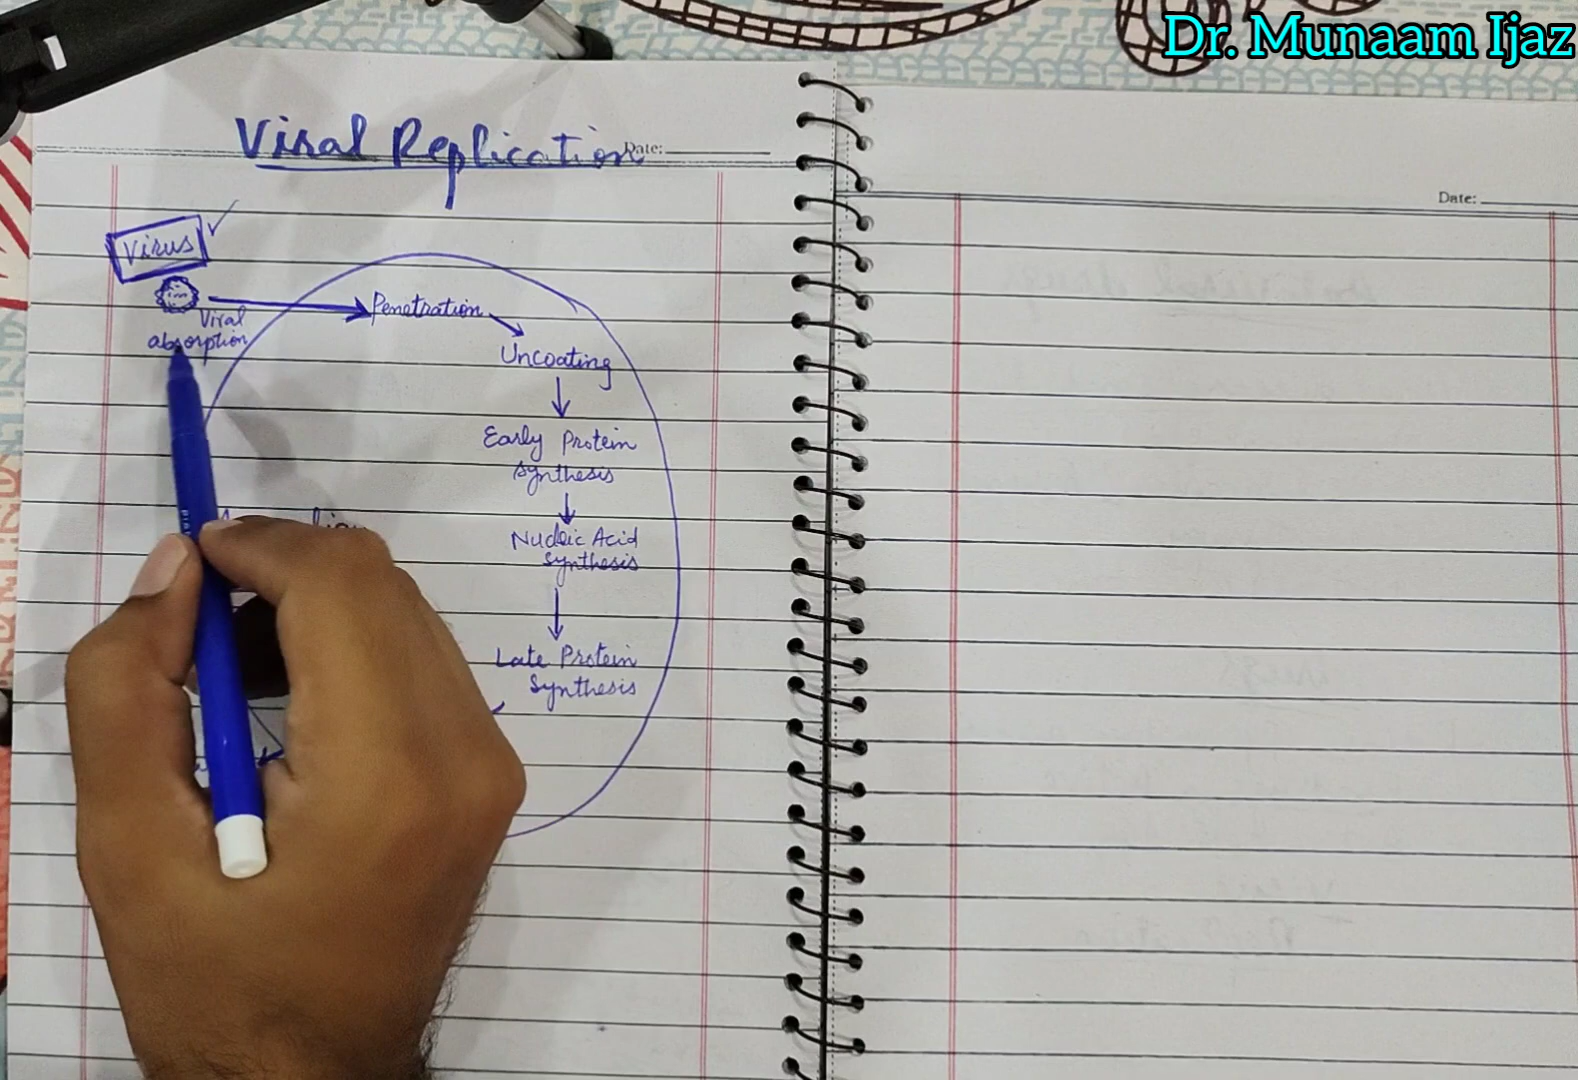 Dr. Munaam Ijaz
Viral Replication
Date:
Date:
Virus
Penetration
Viral
absorption
Uncoating
Early Protein
Synthesis
Nucleic Acid
Synthesis
Late Protein
Synthesis